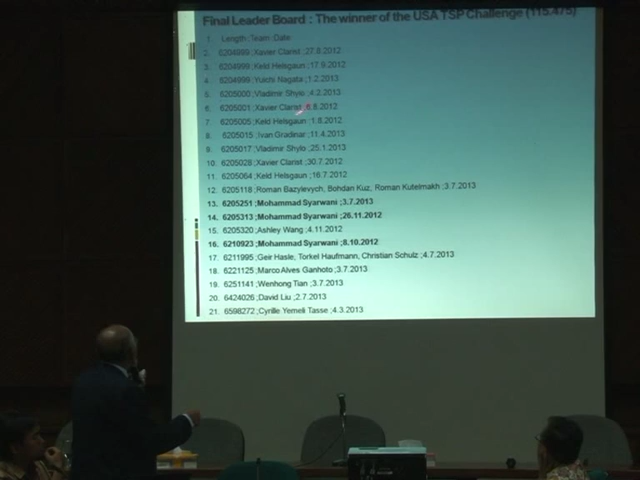 Final Leader Board : The winner of the USA TSP Challenge (115.475)
1. Length ;Team ;Date
2. 6204999 ;Xavier Clarist ;27.8.2012
3. 6204999 ;Keld Helsgaun ;17.9.2012
4. 6204999 ;Yuichi Nagata ;1.2.2013
5. 6205000 ;Vladimir Shylo ;4.2.2013
6. 6205001 ;Xavier Clarist ;6.8.2012
7. 6205005 ;Keld Helsgaun ;1.8.2012
8. 6205015 ;Ivan Gradinar ;11.4.2013
9. 6205017 ;Vladimir Shylo ;25.1.2013
10. 6205028 ;Xavier Clarist ;30.7.2012
11. 6205064 ;Keld Helsgaun ;16.7.2012
12. 6205118 ;Roman Bazylevych, Bohdan Kuz, Roman Kutelmakh ;3.7.2013
13. 6205251 ;Mohammad Syarwani ;3.7.2013
14. 6205313 ;Mohammad Syarwani ;26.11.2012
15. 6205320 ;Ashley Wang ;4.11.2012
16. 6210923 ;Mohammad Syarwani ;8.10.2012
17. 6211995 ;Geir Hasle, Torkel Haufmann, Christian Schulz ;4.7.2013
18. 6221125 ;Marco Alves Ganhoto ;3.7.2013
19. 6251141 ;Wenhong Tian ;3.7.2013
20. 6424026 ;David Liu ;2.7.2013
21. 6598272 ;Cyrille Yemeli Tasse ;4.3.2013